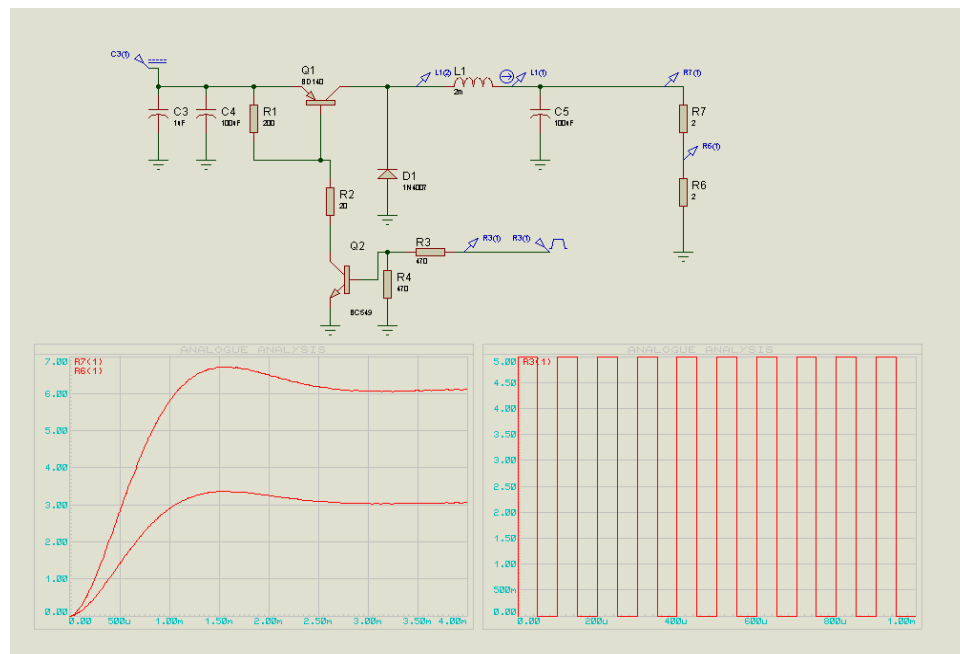 C3(1)
Q1
BD140
L1(2)
L1
2m
L1(1)
R7(1)
C3
1uF
C4
100uF
R1
200
C5
100uF
R7
2
R6(1)
D1
1N4007
R2
20
R6
2
Q2
BC549
R3
470
R3(1)
R3(1)
R4
470
ANALOGUE ANALYSIS
7.00
R7(1)
R6(1)
6.00
5.00
4.00
3.00
2.00
1.00
0.00
0.00 500u 1.00m 1.50m 2.00m 2.50m 3.00m 3.50m 4.00m
ANALOGUE ANALYSIS
5.00
R3(1)
4.50
4.00
3.50
3.00
2.50
2.00
1.50
1.00
500m
0.00
0.00 200u 400u 600u 800u 1.00m